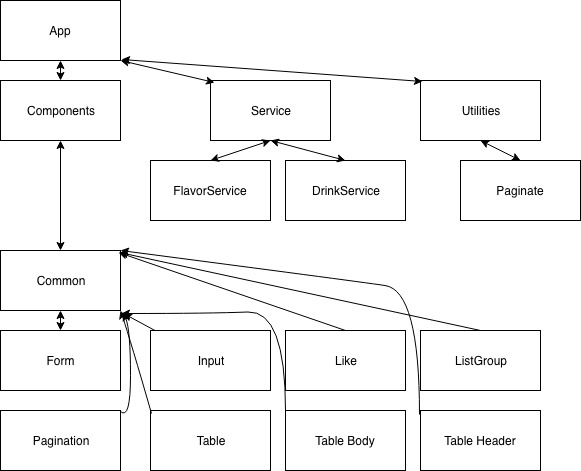 App
Components
Service
Utilities
FlavorService
DrinkService
Paginate
Common
Form
Input
Like
ListGroup
Pagination
Table
Table Body
Table Header